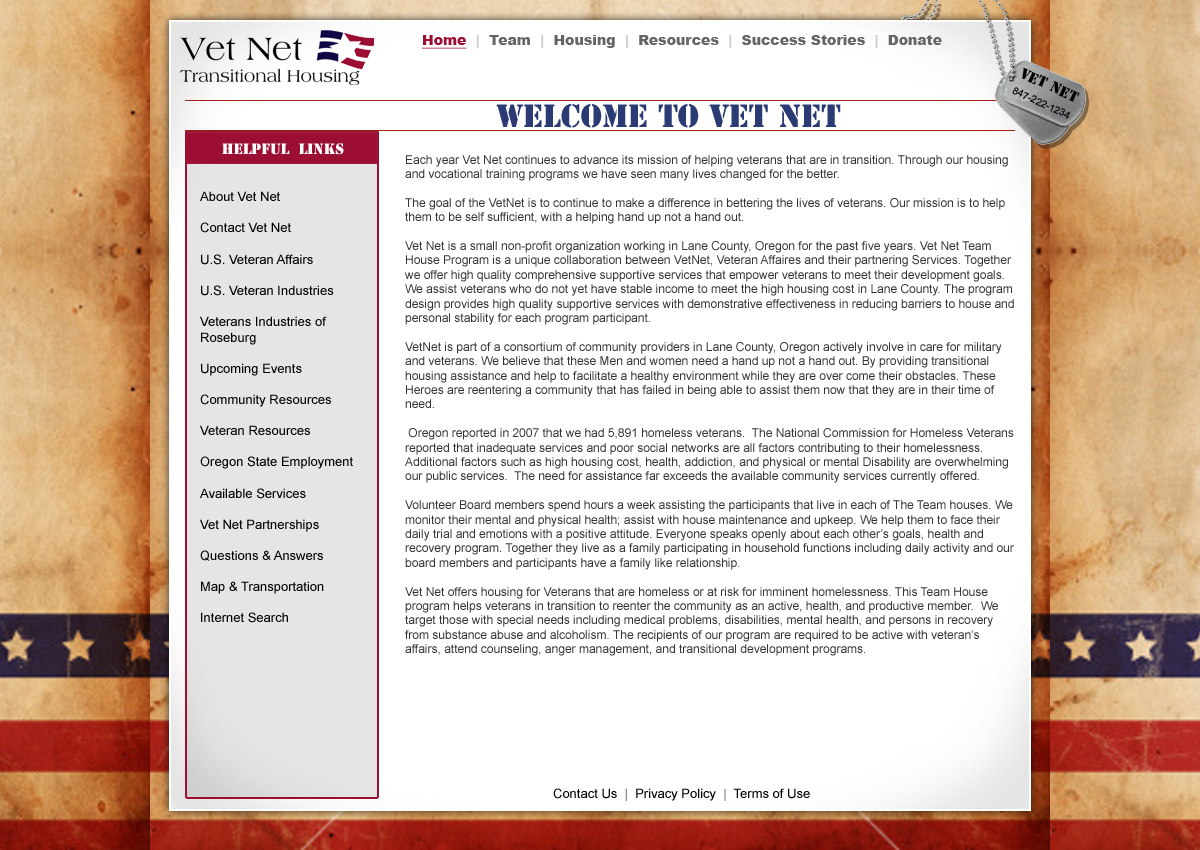 Vet Net
Transitional Housing
Home | Team | Housing | Resources | Success Stories | Donate
VET NET
847-222-1234
WELCOME TO VET NET
HELPFUL LINKS
About Vet Net
Contact Vet Net
U.S. Veteran Affairs
U.S. Veteran Industries
Veterans Industries of
Roseburg
Upcoming Events
Community Resources
Veteran Resources
Oregon State Employment
Available Services
Vet Net Partnerships
Questions & Answers
Map & Transportation
Internet Search
Each year Vet Net continues to advance its mission of helping veterans that are in transition. Through our housing
and vocational training programs we have seen many lives changed for the better.
The goal of the VetNet is to continue to make a difference in bettering the lives of veterans. Our mission is to help
them to be self sufficient, with a helping hand up not a hand out.
Vet Net is a small non-profit organization working in Lane County, Oregon for the past five years. Vet Net Team
House Program is a unique collaboration between VetNet, Veteran Affaires and their partnering Services. Together
we offer high quality comprehensive supportive services that empower veterans to meet their development goals.
We assist veterans who do not yet have stable income to meet the high housing cost in Lane County. The program
design provides high quality supportive services with demonstrative effectiveness in reducing barriers to house and
personal stability for each program participant.
VetNet is part of a consortium of community providers in Lane County, Oregon actively involve in care for military
and veterans. We believe that these Men and women need a hand up not a hand out. By providing transitional
housing assistance and help to facilitate a healthy environment while they are over come their obstacles. These
Heroes are reentering a community that has failed in being able to assist them now that they are in their time of
need.
Oregon reported in 2007 that we had 5,891 homeless veterans.  The National Commission for Homeless Veterans
reported that inadequate services and poor social networks are all factors contributing to their homelessness.
Additional factors such as high housing cost, health, addiction, and physical or mental Disability are overwhelming
our public services.  The need for assistance far exceeds the available community services currently offered.
Volunteer Board members spend hours a week assisting the participants that live in each of The Team houses. We
monitor their mental and physical health; assist with house maintenance and upkeep. We help them to face their
daily trial and emotions with a positive attitude. Everyone speaks openly about each other's goals, health and
recovery program. Together they live as a family participating in household functions including daily activity and our
board members and participants have a family like relationship.
Vet Net offers housing for Veterans that are homeless or at risk for imminent homelessness. This Team House
program helps veterans in transition to reenter the community as an active, health, and productive member.  We
target those with special needs including medical problems, disabilities, mental health, and persons in recovery
from substance abuse and alcoholism. The recipients of our program are required to be active with veteran's
affairs, attend counseling, anger management, and transitional development programs.
Contact Us | Privacy Policy | Terms of Use